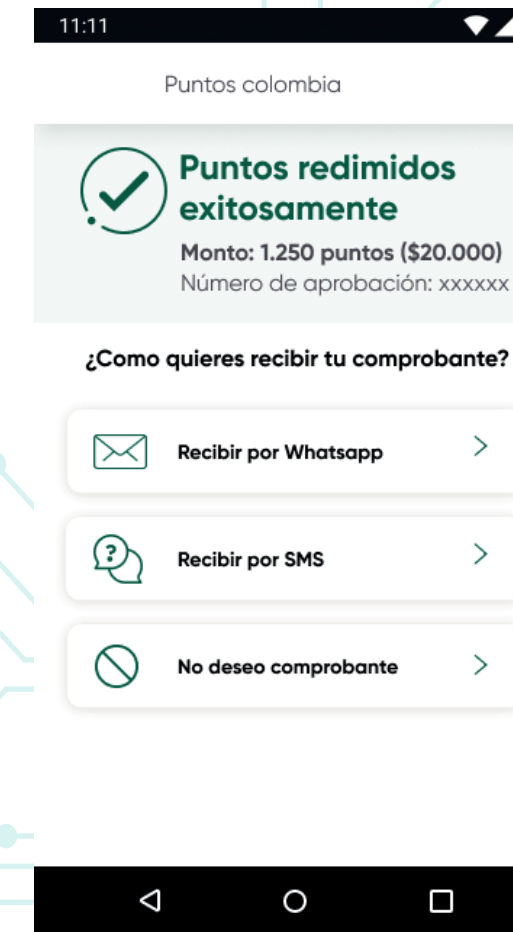 11:11
Puntos colombia
Puntos redimidos
exitosamente
Monto: 1.250 puntos ($20.000)
Número de aprobación: xxxxxx
¿Como quieres recibir tu comprobante?
Recibir por Whatsapp
?
Recibir por SMS
No deseo comprobante